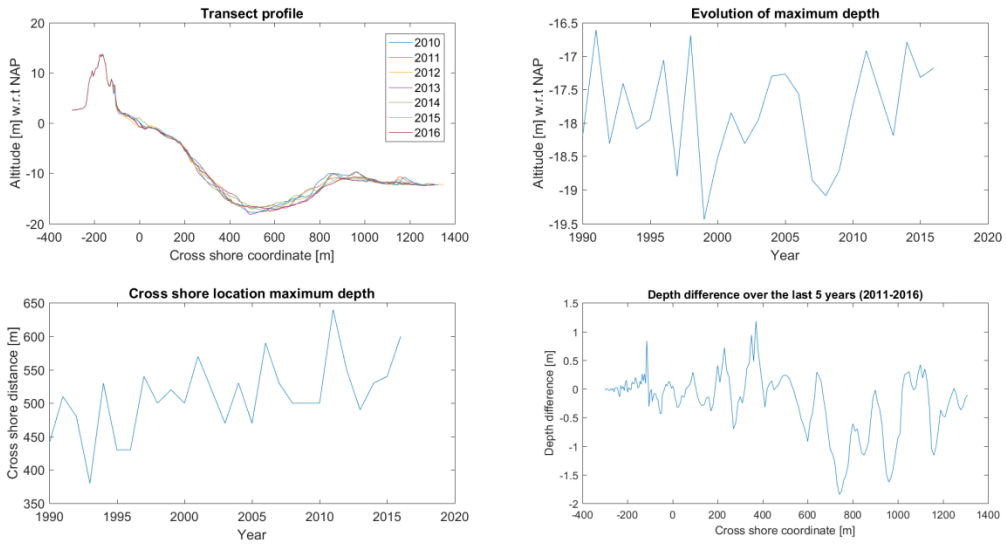 Transect profile
Altitude [m] w.r.t NAP
20
10
0
-10
-20
2010
2011
2012
2013
2014
2015
2016
-400 -200 0 200 400 600 800 1000 1200 1400
Cross shore coordinate [m]
Evolution of maximum depth
Altitude [m] w.r.t NAP
-16.5
-17
-17.5
-18
-18.5
-19
-19.5
1990 1995 2000 2005 2010 2015 2020
Year
Cross shore location maximum depth
Cross shore distance [m]
650
600
550
500
450
400
350
1990 1995 2000 2005 2010 2015 2020
Year
Depth difference over the last 5 years (2011-2016)
Depth difference [m]
1.5
1
0.5
0
-0.5
-1
-1.5
-2
-400 -200 0 200 400 600 800 1000 1200 1400
Cross shore coordinate [m]